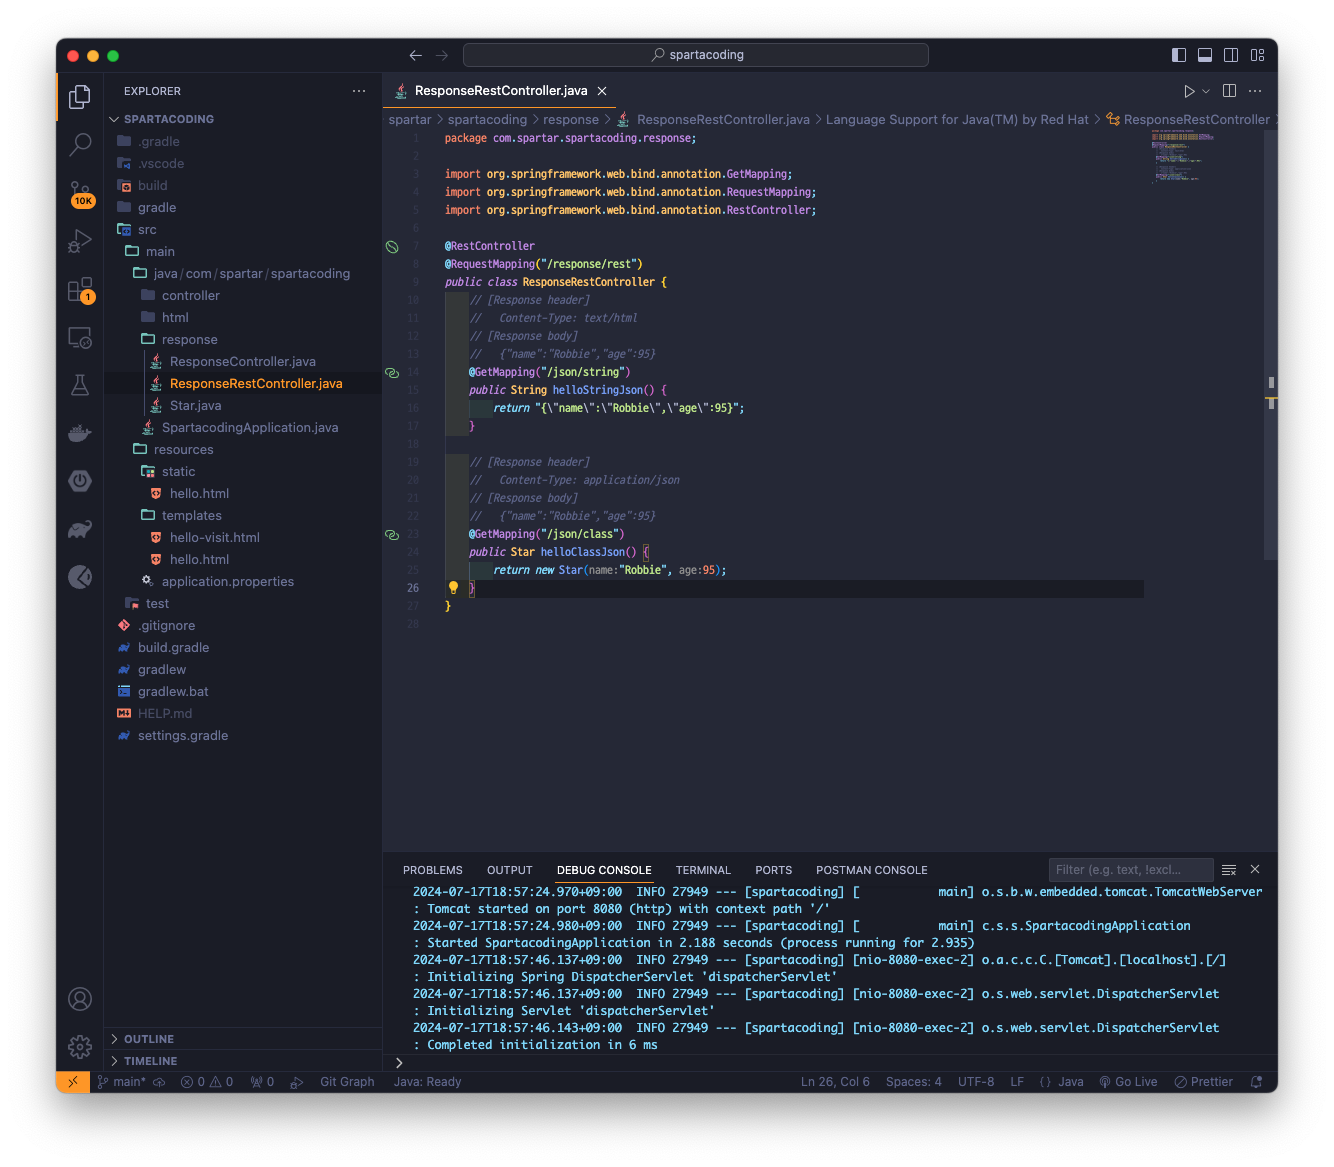 spartacoding
EXPLORER
SPARTACODING
.gradle
.vscode
build
gradle
src
main
java/com/spartar/spartacoding
controller
html
response
ResponseController.java
ResponseRestController.java
Star.java
SpartacodingApplication.java
resources
static
hello.html
templates
hello-visit.html
hello.html
application.properties
test
.gitignore
build.gradle
gradlew
gradlew.bat
HELP.md
settings.gradle
OUTLINE
TIMELINE
10K
1
ResponseRestController.java
spartar > spartacoding > response > ResponseRestController.java > Language Support for Java(TM) by Red Hat > ResponseRestController
1 package com.spartar.spartacoding.response;
2
3 import org.springframework.web.bind.annotation.GetMapping;
4 import org.springframework.web.bind.annotation.RequestMapping;
5 import org.springframework.web.bind.annotation.RestController;
6
7 @RestController
8 @RequestMapping("/response/rest")
9 public class ResponseRestController {
10 // [Response header]
11 //   Content-Type: text/html
12 // [Response body]
13 //   {"name":"Robbie","age":95}
14 @GetMapping("/json/string")
15 public String helloStringJson() {
16 return "{\"name\":\"Robbie\",\"age\":95}";
17 }
18
19 // [Response header]
20 //   Content-Type: application/json
21 // [Response body]
22 //   {"name":"Robbie","age":95}
23 @GetMapping("/json/class")
24 public Star helloClassJson() {
25 return new Star(name:"Robbie", age:95);
26 }
27 }
28
PROBLEMS OUTPUT DEBUG CONSOLE TERMINAL PORTS POSTMAN CONSOLE Filter (e.g. text, !excl...
2024-07-17T18:57:24.970+09:00  INFO 27949 --- [spartacoding] [           main] o.s.b.w.embedded.tomcat.TomcatWebServer
: Tomcat started on port 8080 (http) with context path '/'
2024-07-17T18:57:24.980+09:00  INFO 27949 --- [spartacoding] [           main] c.s.s.SpartacodingApplication
: Started SpartacodingApplication in 2.188 seconds (process running for 2.935)
2024-07-17T18:57:46.137+09:00  INFO 27949 --- [spartacoding] [nio-8080-exec-2] o.a.c.c.C.[Tomcat].[localhost].[/]
: Initializing Spring DispatcherServlet 'dispatcherServlet'
2024-07-17T18:57:46.137+09:00  INFO 27949 --- [spartacoding] [nio-8080-exec-2] o.s.web.servlet.DispatcherServlet
: Initializing Servlet 'dispatcherServlet'
2024-07-17T18:57:46.143+09:00  INFO 27949 --- [spartacoding] [nio-8080-exec-2] o.s.web.servlet.DispatcherServlet
: Completed initialization in 6 ms
main* 0 0 0 Git Graph Java: Ready Ln 26, Col 6 Spaces: 4 UTF-8 LF {} Java Go Live Prettier